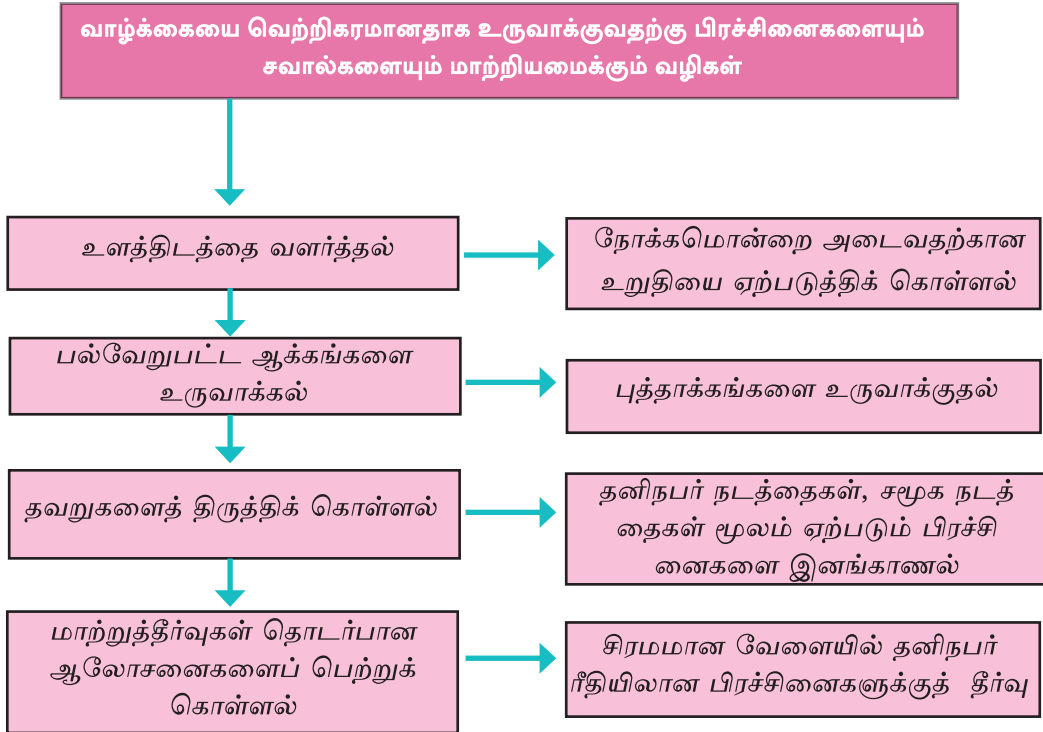 வாழ்க்கையை வெற்றிகரமானதாக உருவாக்குவதற்கு பிரச்சினைகளையும்
சவால்களையும் மாற்றியமைக்கும் வழிகள்
உளத்திடத்தை வளர்த்தல்
நோக்கமொன்றை அடைவதற்கான
உறுதியை ஏற்படுத்திக் கொள்ளல்
பல்வேறுபட்ட ஆக்கங்களை
உருவாக்கல்
புத்தாக்கங்களை உருவாக்குதல்
தவறுகளைத் திருத்திக் கொள்ளல்
தனிநபர் நடத்தைகள், சமூக நடத்
தைகள் மூலம் ஏற்படும் பிரச்சி
னைகளை இனங்காணல்
மாற்றுத்தீர்வுகள் தொடர்பான
ஆலோசனைகளைப் பெற்றுக்
கொள்ளல்
சிரமமான வேளையில் தனிநபர்
ரீதியிலான பிரச்சினைகளுக்குத் தீர்வு